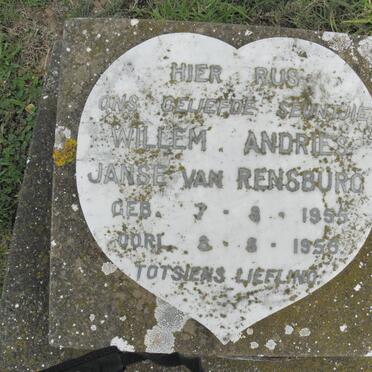 HIER RUS
ONS GELIEFDE SEUNTJIE
WILLEM ANDRIES
JANSE VAN RENSBURG
GEB. 7 - 8 - 1955
OORL. 8 - 8 - 1956
TOTSIENS LIEFLING